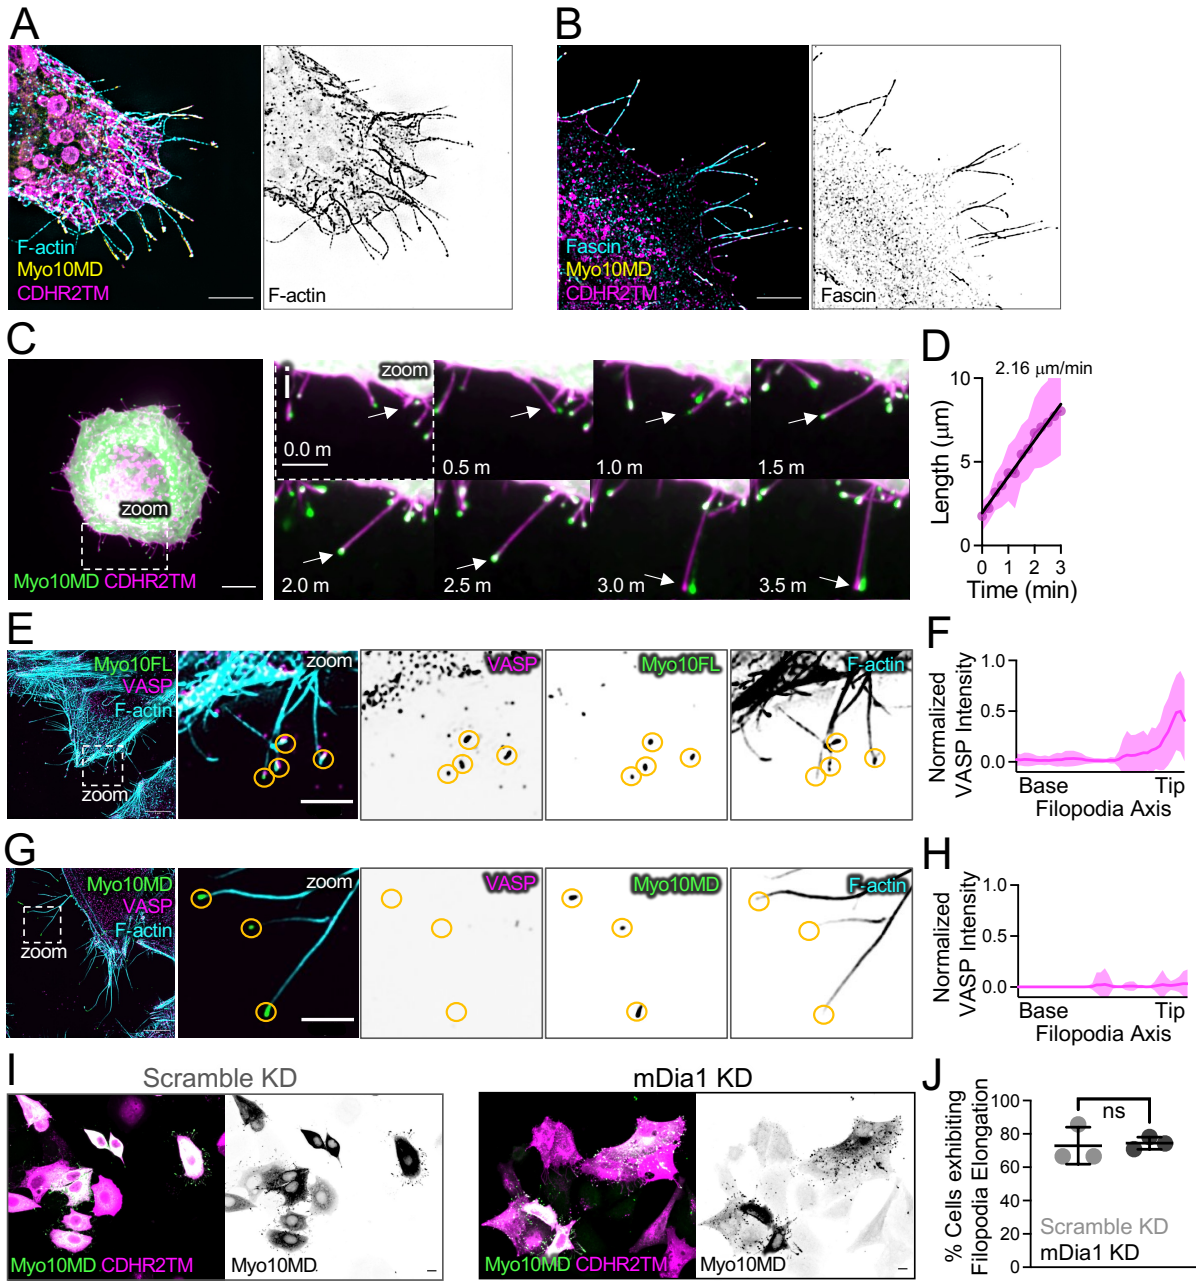 A
F-actin
Myo10MD
CDHR2TM
F-actin
B
Fascin
Myo10MD
CDHR2TM
Fascin
C
zoom
Myo10MD CDHR2TM
i
zoom
0.0 m
0.5 m
1.0 m
1.5 m
2.0 m
2.5 m
3.0 m
3.5 m
D
2.16 μm/min
10
5
0
Length (μm)
0 1 2 3
Time (min)
E
Myo10FL
VASP
F-actin
zoom
zoom
VASP
Myo10FL
F-actin
F
Normalized
VASP Intensity
1.0
0.5
0.0
Base Tip
Filopodia Axis
G
Myo10MD
VASP
F-actin
zoom
zoom
VASP
Myo10MD
F-actin
H
Normalized
VASP Intensity
1.0
0.5
0.0
Base Tip
Filopodia Axis
I
Scramble KD
Myo10MD CDHR2TM
Myo10MD
mDia1 KD
Myo10MD CDHR2TM
Myo10MD
J
% Cells exhibiting
Filopodia Elongation
100
80
60
40
20
0
ns
Scramble KD
mDia1 KD